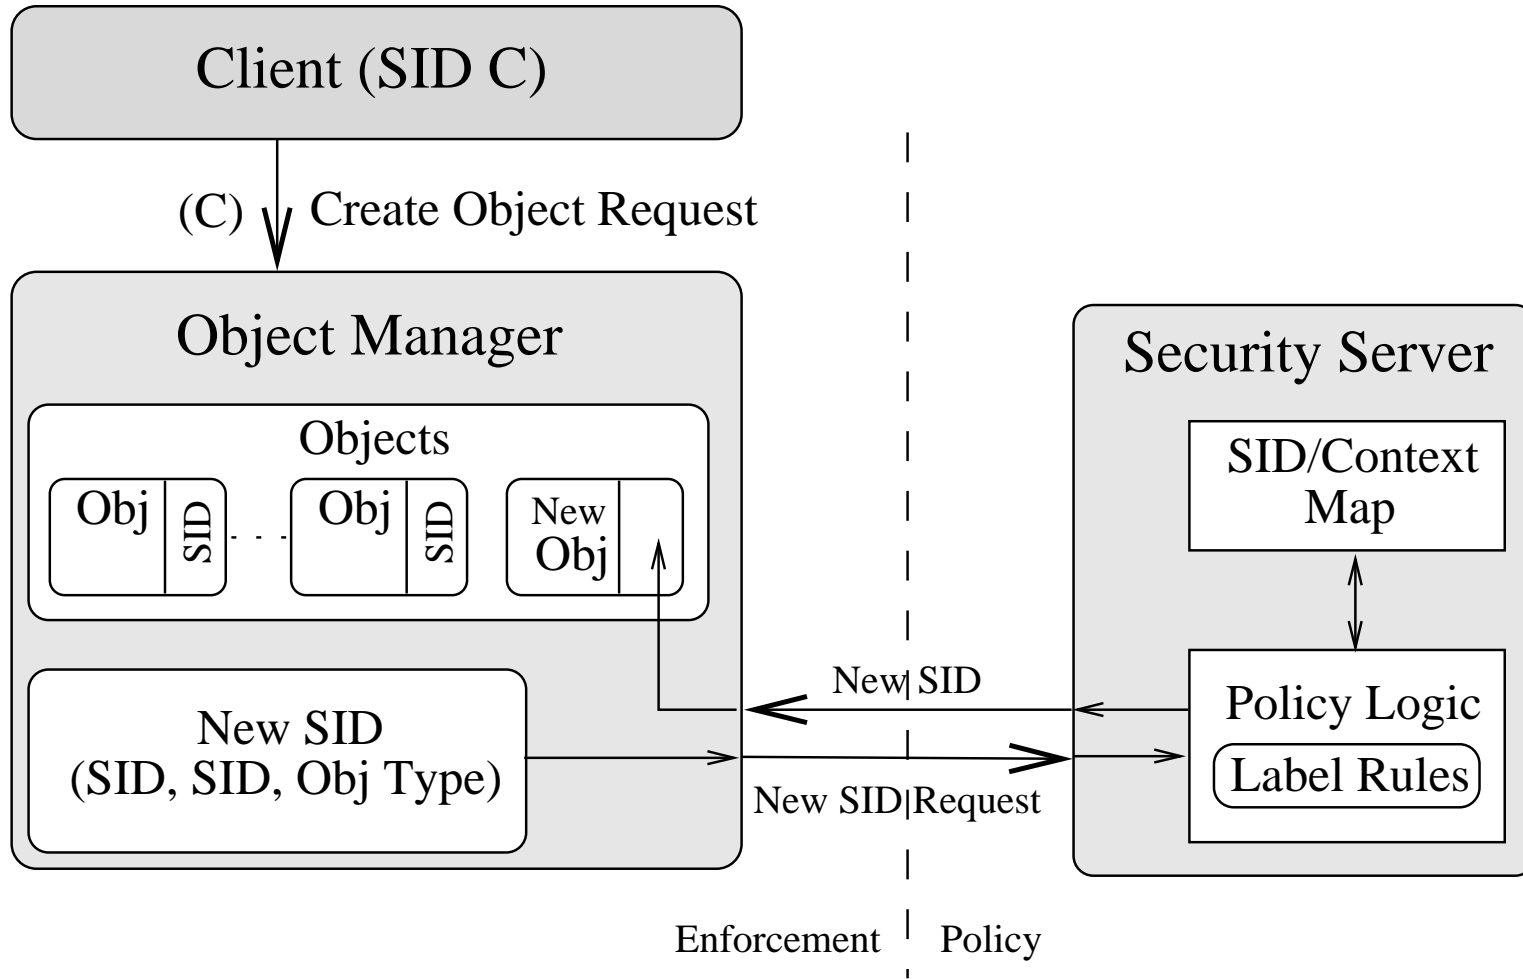 Client (SID C)
(C) Create Object Request
Object Manager
Objects
Obj SID
Obj SID
New
Obj
New SID
(SID, SID, Obj Type)
New SID
New SID Request
Security Server
SID/Context
Map
Policy Logic
Label Rules
Enforcement
Policy